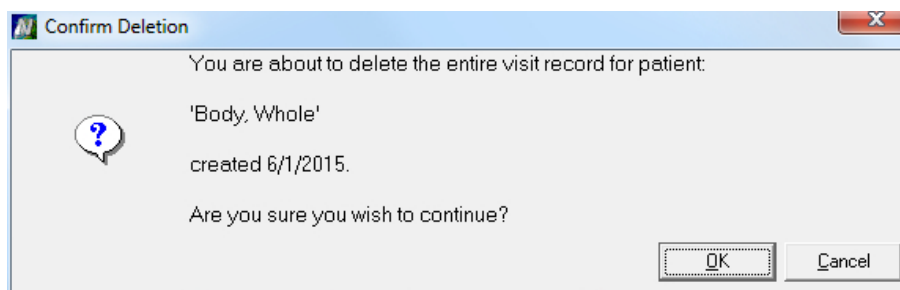 Confirm Deletion
You are about to delete the entire visit record for patient:
'Body, Whole'
created 6/1/2015.
Are you sure you wish to continue?
OK
Cancel